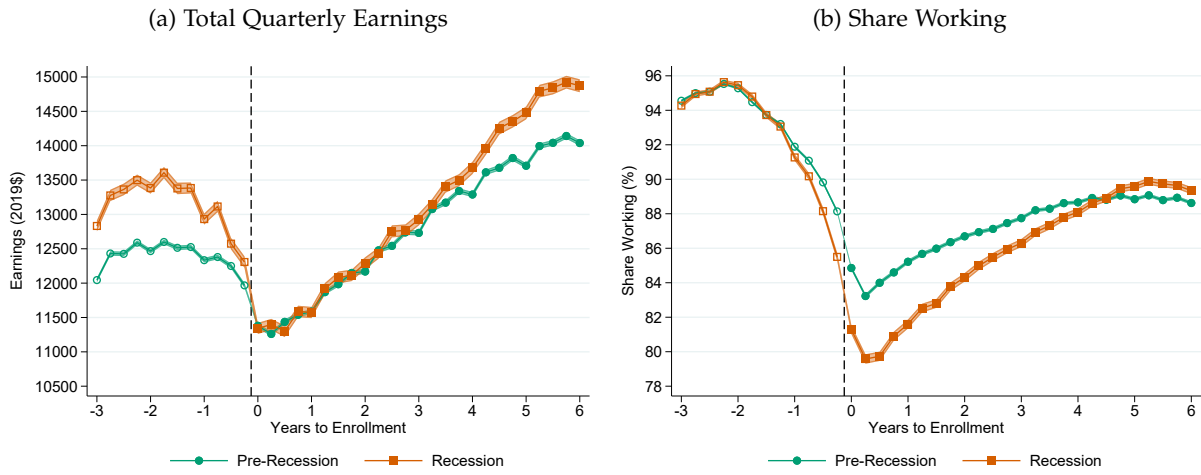 (a) Total Quarterly Earnings
Earnings (2019$)
15000
14500
14000
13500
13000
12500
12000
11500
11000
10500
-3 -2 -1 0 1 2 3 4 5 6
Years to Enrollment
Pre-Recession Recession
(b) Share Working
Share Working (%)
96
94
92
90
88
86
84
82
80
78
-3 -2 -1 0 1 2 3 4 5 6
Years to Enrollment
Pre-Recession Recession